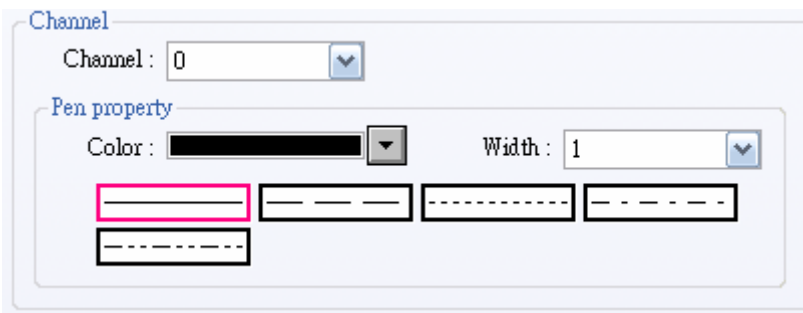 Channel
Channel : 0
Pen property
Color : Width : 1